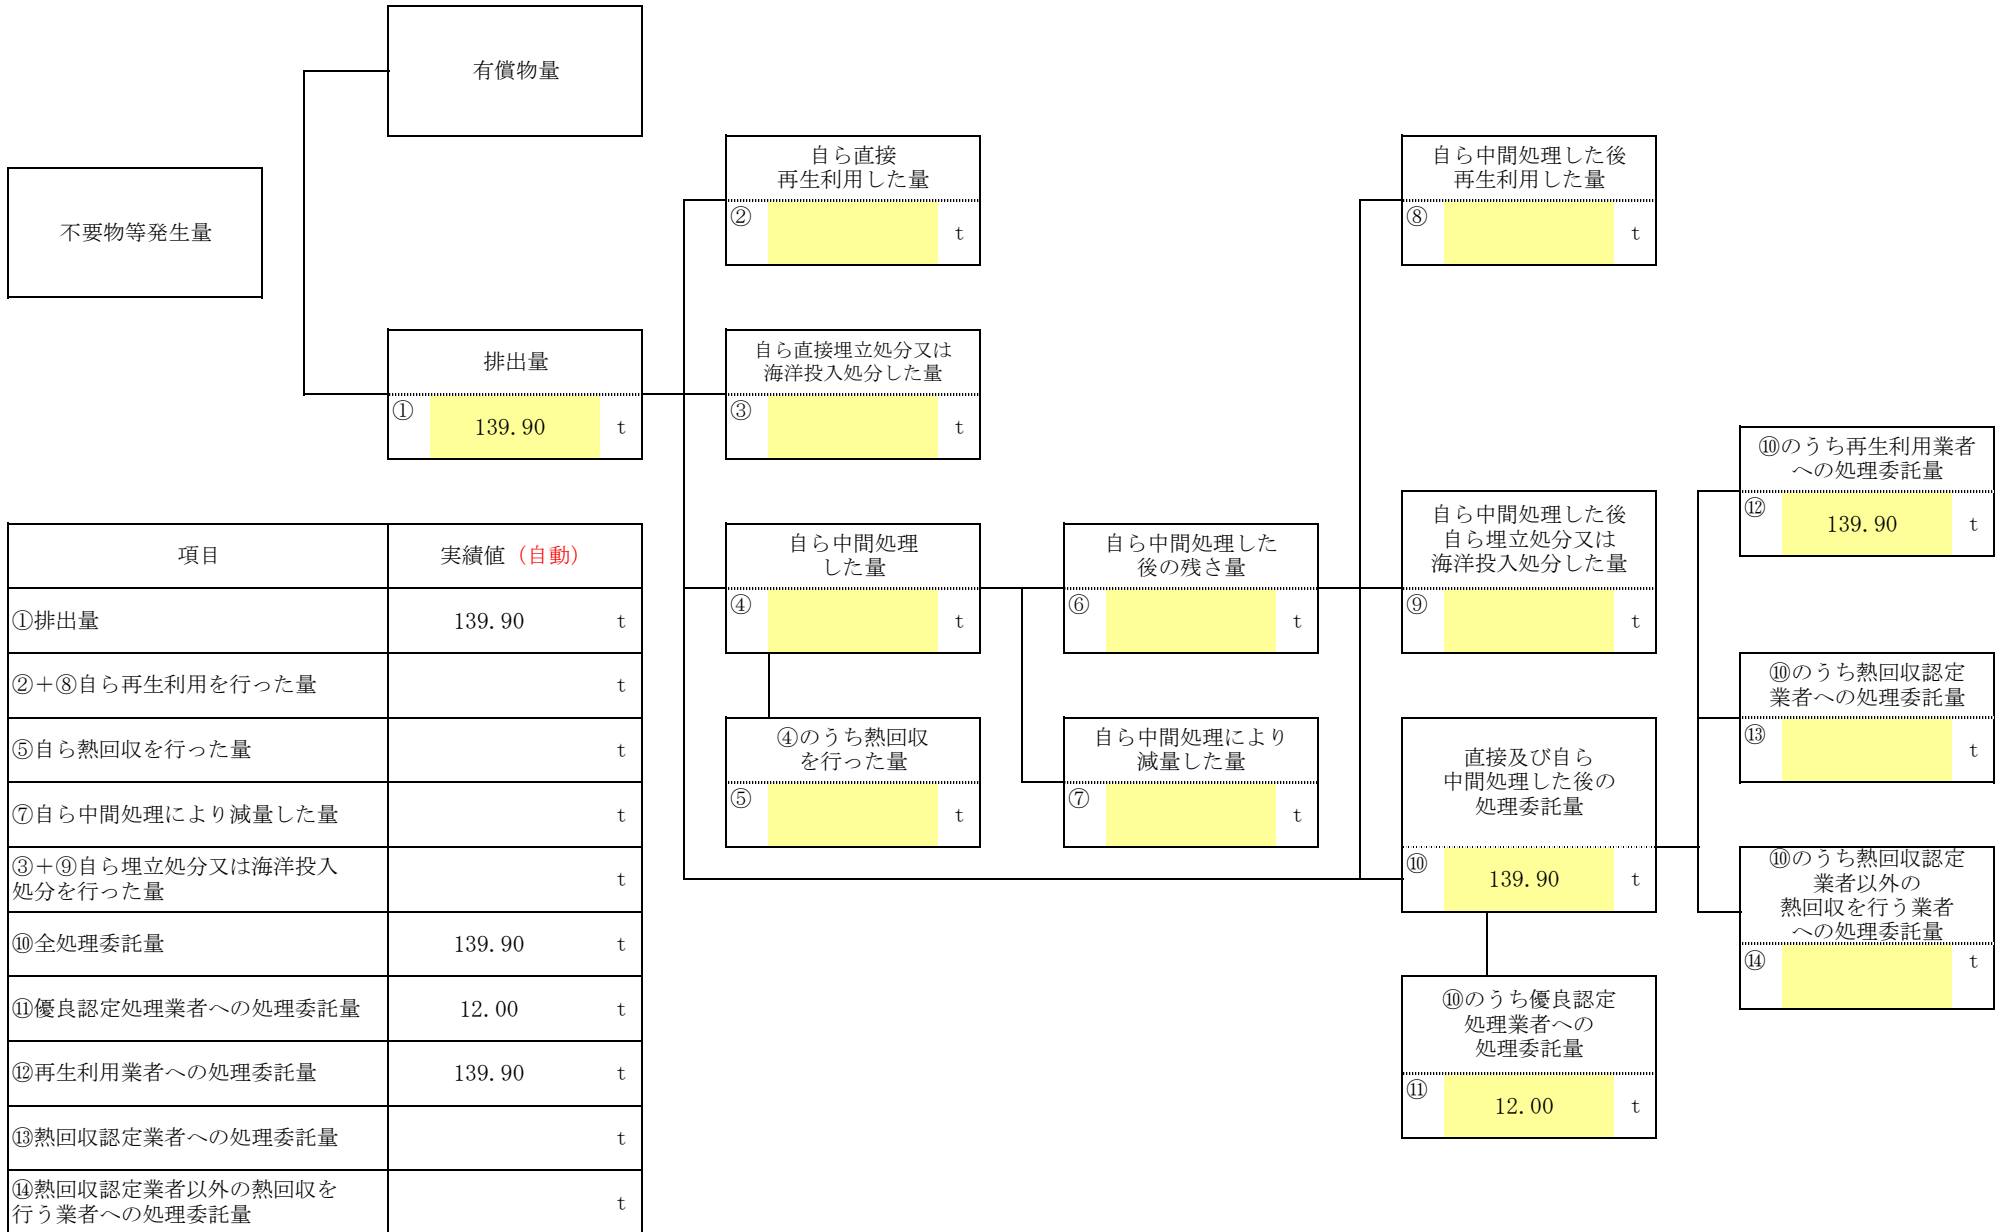 有償物量
不要物等発生量
排出量
①
139.90
t
自ら直接
再生利用した量
②
t
自ら直接埋立処分又は
海洋投入処分した量
③
t
自ら中間処理
した量
④
t
④のうち熱回収
を行った量
⑤
t
自ら中間処理した
後の残さ量
⑥
t
自ら中間処理により
減量した量
⑦
t
自ら中間処理した後
再生利用した量
⑧
t
自ら中間処理した後
自ら埋立処分又は
海洋投入処分した量
⑨
t
直接及び自ら
中間処理した後の
処理委託量
⑩
139.90
t
⑩のうち優良認定
処理業者への
処理委託量
⑪
12.00
t
⑩のうち再生利用業者
への処理委託量
⑫
139.90
t
⑩のうち熱回収認定
業者への処理委託量
⑬
t
⑩のうち熱回収認定
業者以外の
熱回収を行う業者
への処理委託量
⑭
t
項目 実績値（自動）
①排出量 139.90 t
②＋⑧自ら再生利用を行った量 t
⑤自ら熱回収を行った量 t
⑦自ら中間処理により減量した量 t
③＋⑨自ら埋立処分又は海洋投入
処分を行った量 t
⑩全処理委託量 139.90 t
⑪優良認定処理業者への処理委託量 12.00 t
⑫再生利用業者への処理委託量 139.90 t
⑬熱回収認定業者への処理委託量 t
⑭熱回収認定業者以外の熱回収を
行う業者への処理委託量 t